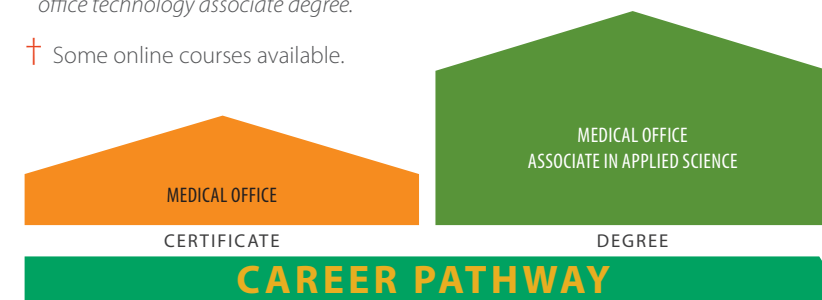 office technology associate degree.
† Some online courses available.
MEDICAL OFFICE
ASSOCIATE IN APPLIED SCIENCE
MEDICAL OFFICE
CERTIFICATE
DEGREE
CAREER PATHWAY